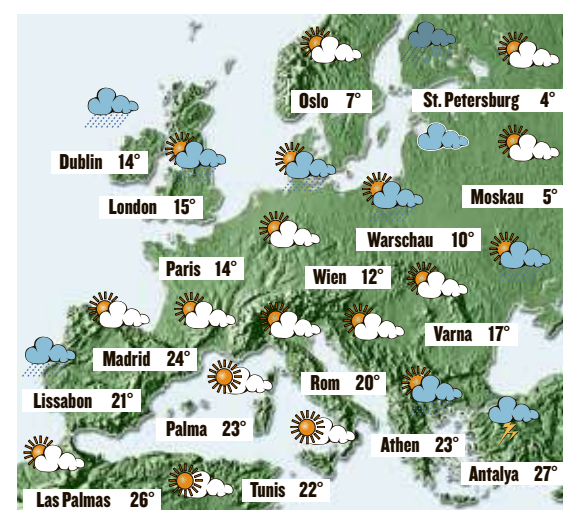 Oslo 7°
St. Petersburg 4°
Dublin 14°
London 15°
Moskau 5°
Warschau 10°
Paris 14°
Wien 12°
Varna 17°
Madrid 24°
Rom 20°
Lissabon 21°
Palma 23°
Athen 23°
Antalya 27°
Las Palmas 26°
Tunis 22°